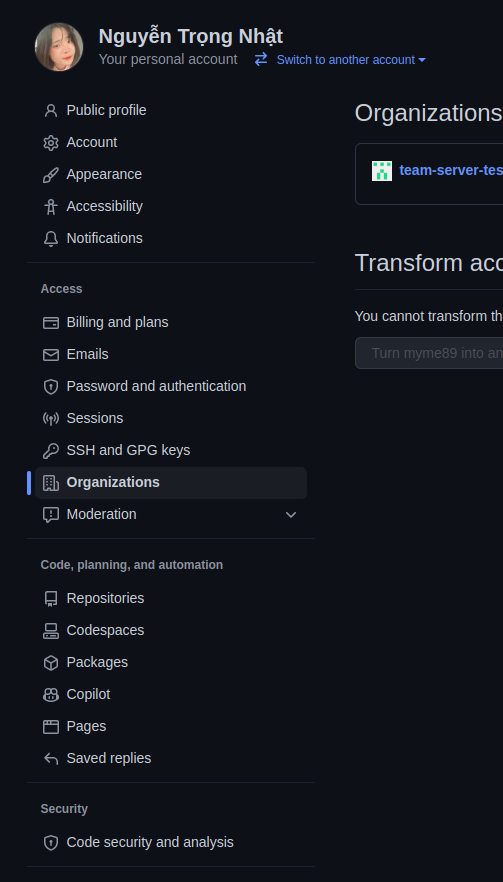 Nguyễn Trọng Nhật
Your personal account
Switch to another account
Public profile
Account
Appearance
Accessibility
Notifications
Access
Billing and plans
Emails
Password and authentication
Sessions
SSH and GPG keys
Organizations
Moderation
Code, planning, and automation
Repositories
Codespaces
Packages
Copilot
Pages
Saved replies
Security
Code security and analysis
Organizations
team-server-tes
Transform acc
You cannot transform th
Turn myme89 into an